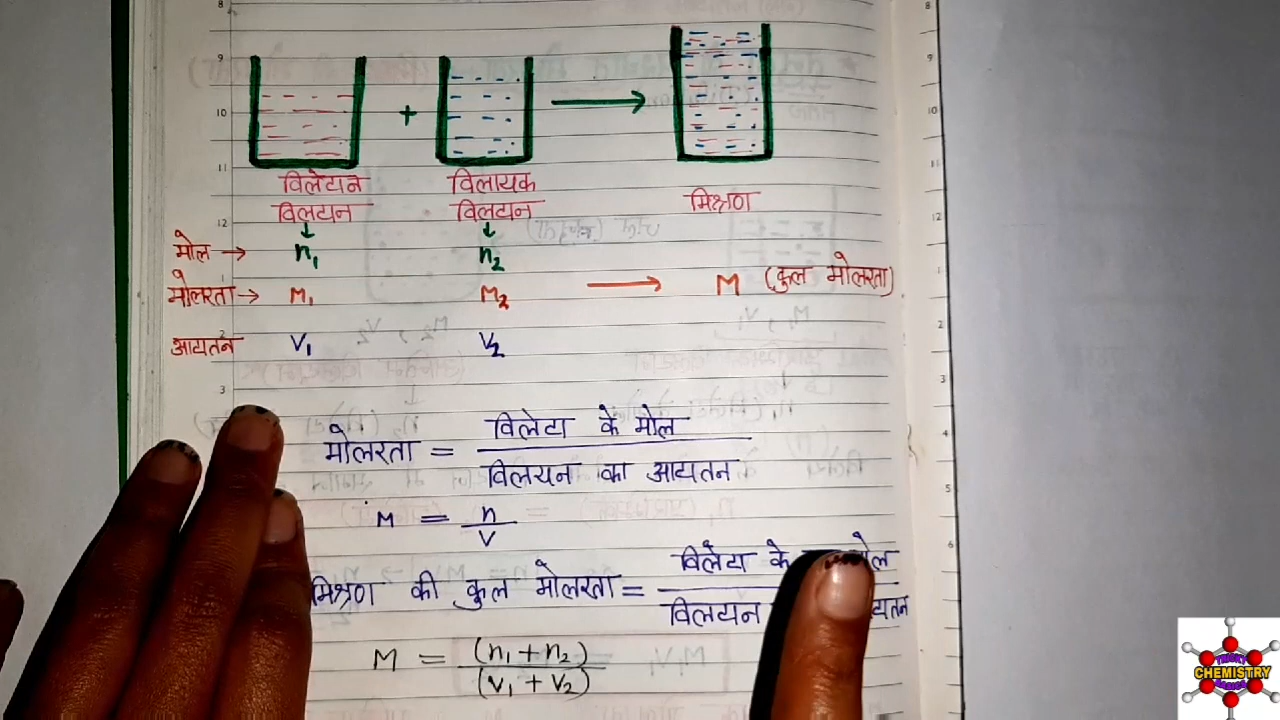 विलेयन विलायक
विलयन विलयन मिश्रण
मोल → n₁ n₂
मोलरता → M₁ M₂ → M (कुल मोलरता)
आयतन V₁ V₂
मोलरता = विलेय के मोल / विलयन का आयतन
M = n / V
मिश्रण की कुल मोलरता = विलेय के / विलयन
M = (n₁ + n₂) / (V₁ + V₂)
CHEMISTRY